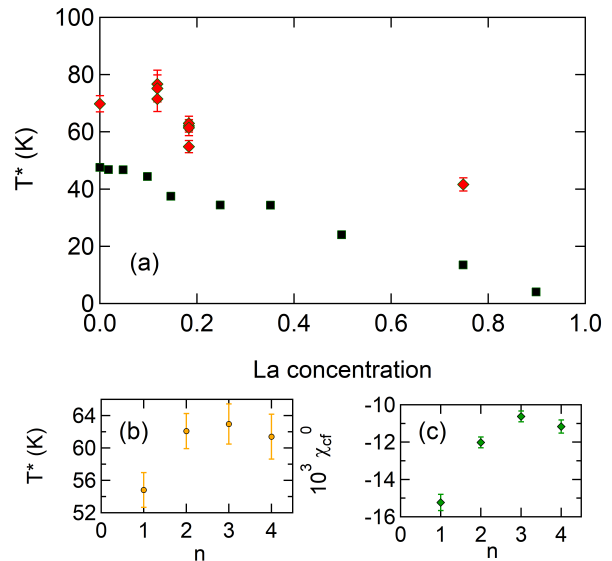 100
80
60
40
20
0
T* (K)
(a)
0.0 0.2 0.4 0.6 0.8 1.0
La concentration
64
60
56
52
T* (K)
(b)
1 2 3 4
n
-10
-12
-14
-16
10³ χcf⁰
(c)
1 2 3 4
n